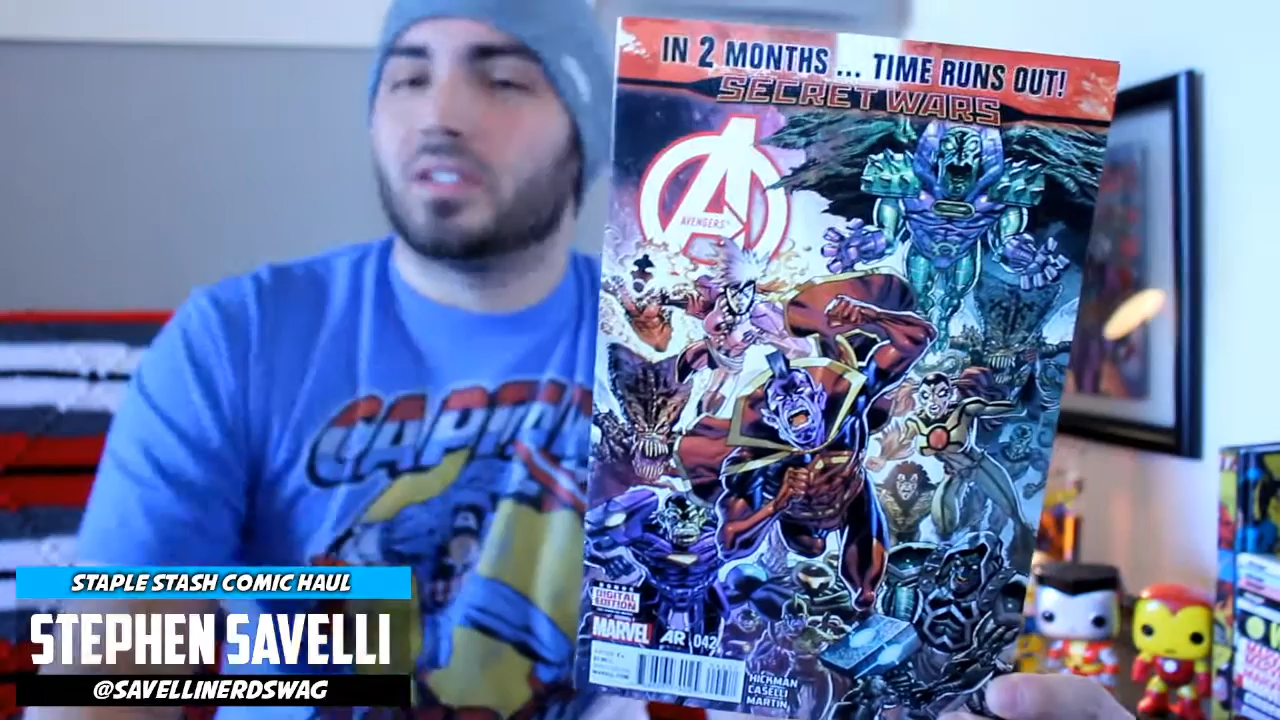 IN 2 MONTHS... TIME RUNS OUT!
SECRET WARS
AVENGERS
CAPTAI
DIGITAL
EDITION
MARVEL
AR 042
HICKMAN
CASELLI
MARTIN
STAPLE STASH COMIC HAUL
STEPHEN SAVELLI
@SAVELLINERDSWAG